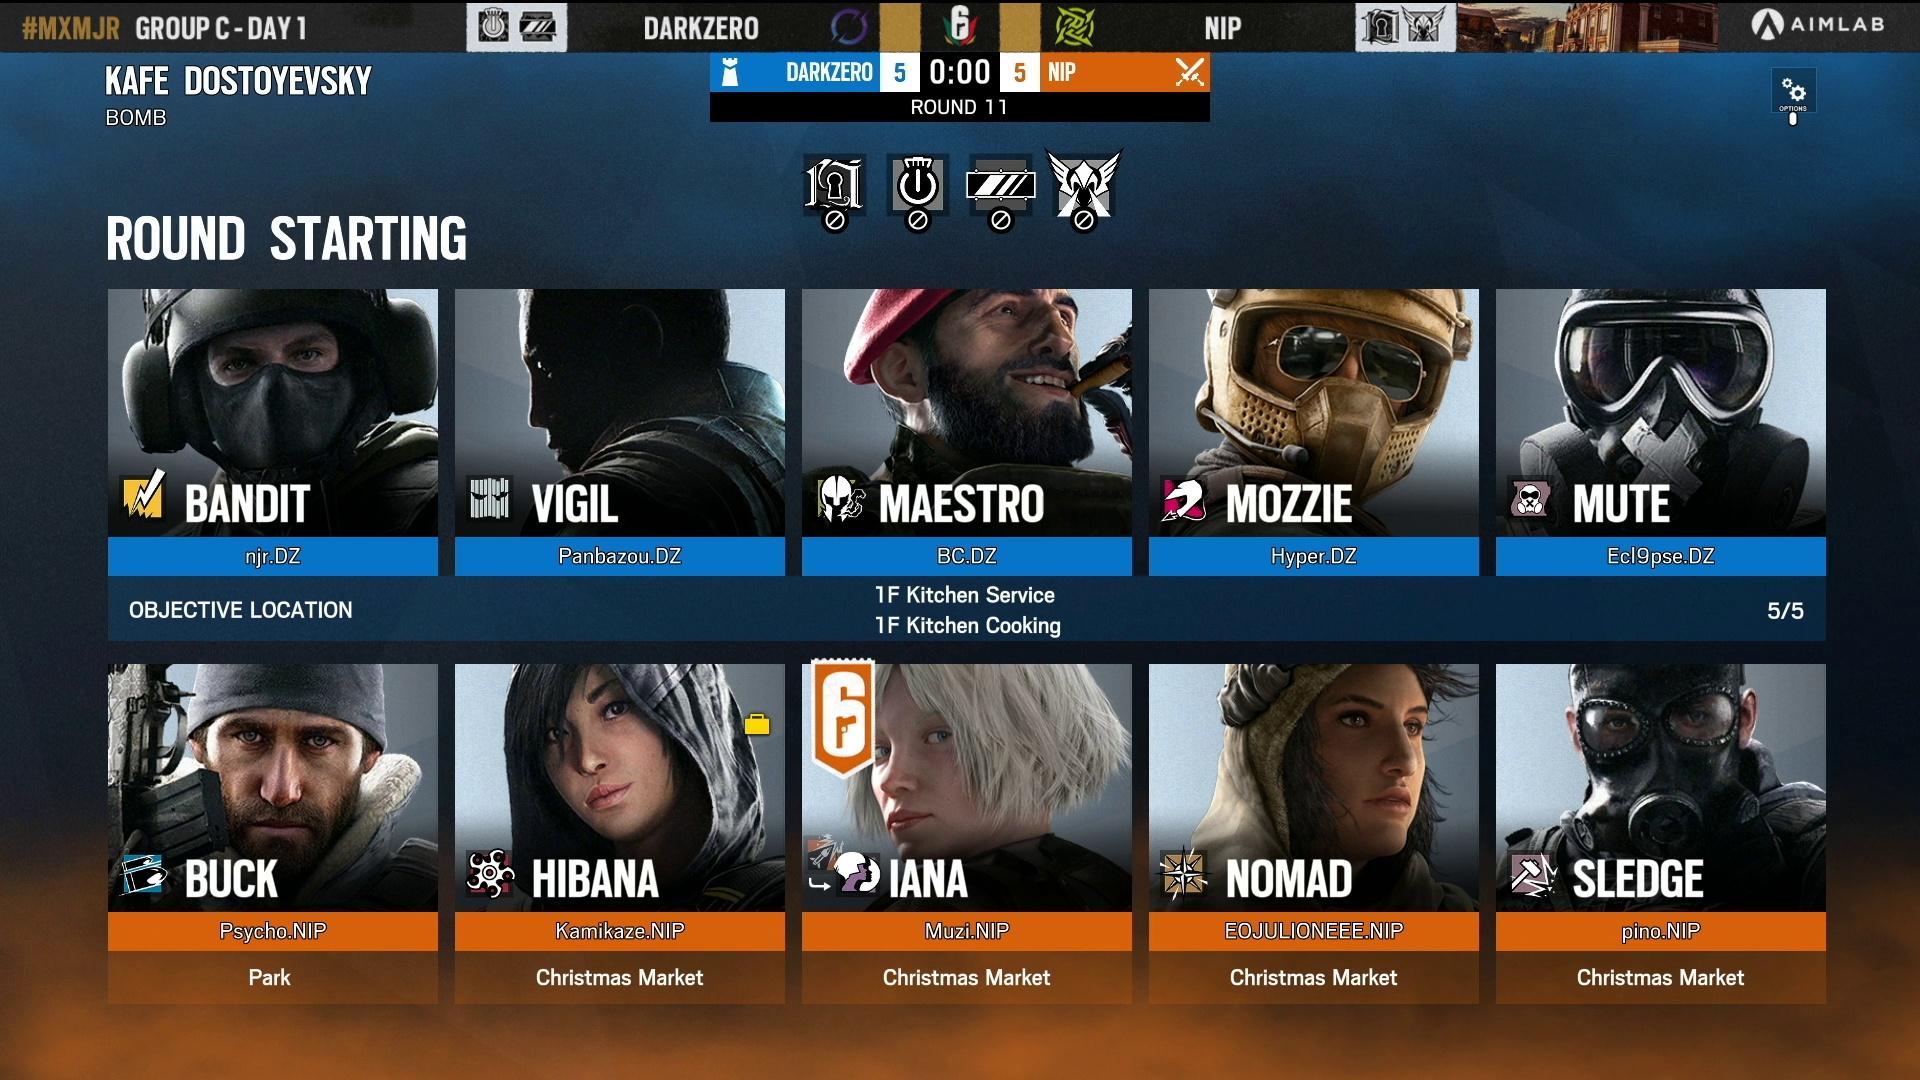 #MXMJR GROUP C - DAY 1
DARKZERO
6
NIP
AIMLAB
KAFE DOSTOYEVSKY
BOMB
DARKZERO 5 0:00 5 NIP
ROUND 11
OPTIONS
ROUND STARTING
BANDIT
VIGIL
MAESTRO
MOZZIE
MUTE
njr.DZ
Panbazou.DZ
BC.DZ
Hyper.DZ
Ecl9pse.DZ
OBJECTIVE LOCATION
1F Kitchen Service
1F Kitchen Cooking
5/5
6
BUCK
HIBANA
IANA
NOMAD
SLEDGE
Psycho.NIP
Kamikaze.NIP
Muzi.NIP
EOJULIONEEE.NIP
pino.NIP
Park
Christmas Market
Christmas Market
Christmas Market
Christmas Market